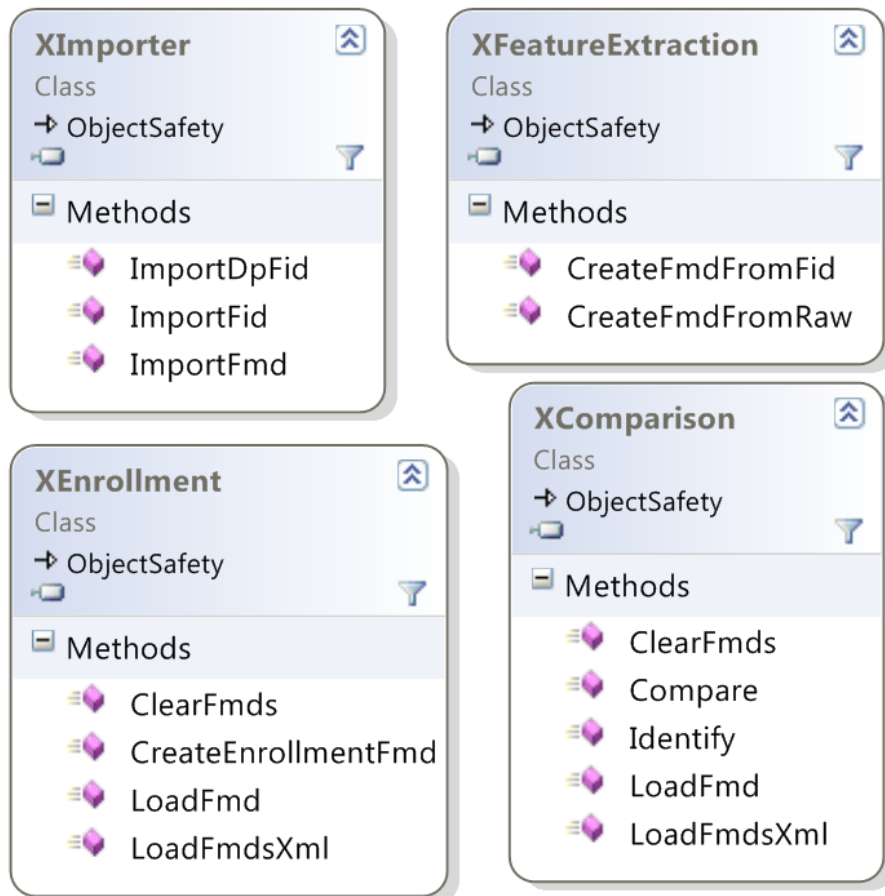 XImporter
Class
ObjectSafety
Methods
ImportDpFid
ImportFid
ImportFmd
XFeatureExtraction
Class
ObjectSafety
Methods
CreateFmdFromFid
CreateFmdFromRaw
XEnrollment
Class
ObjectSafety
Methods
ClearFmds
CreateEnrollmentFmd
LoadFmd
LoadFmdsXml
XComparison
Class
ObjectSafety
Methods
ClearFmds
Compare
Identify
LoadFmd
LoadFmdsXml